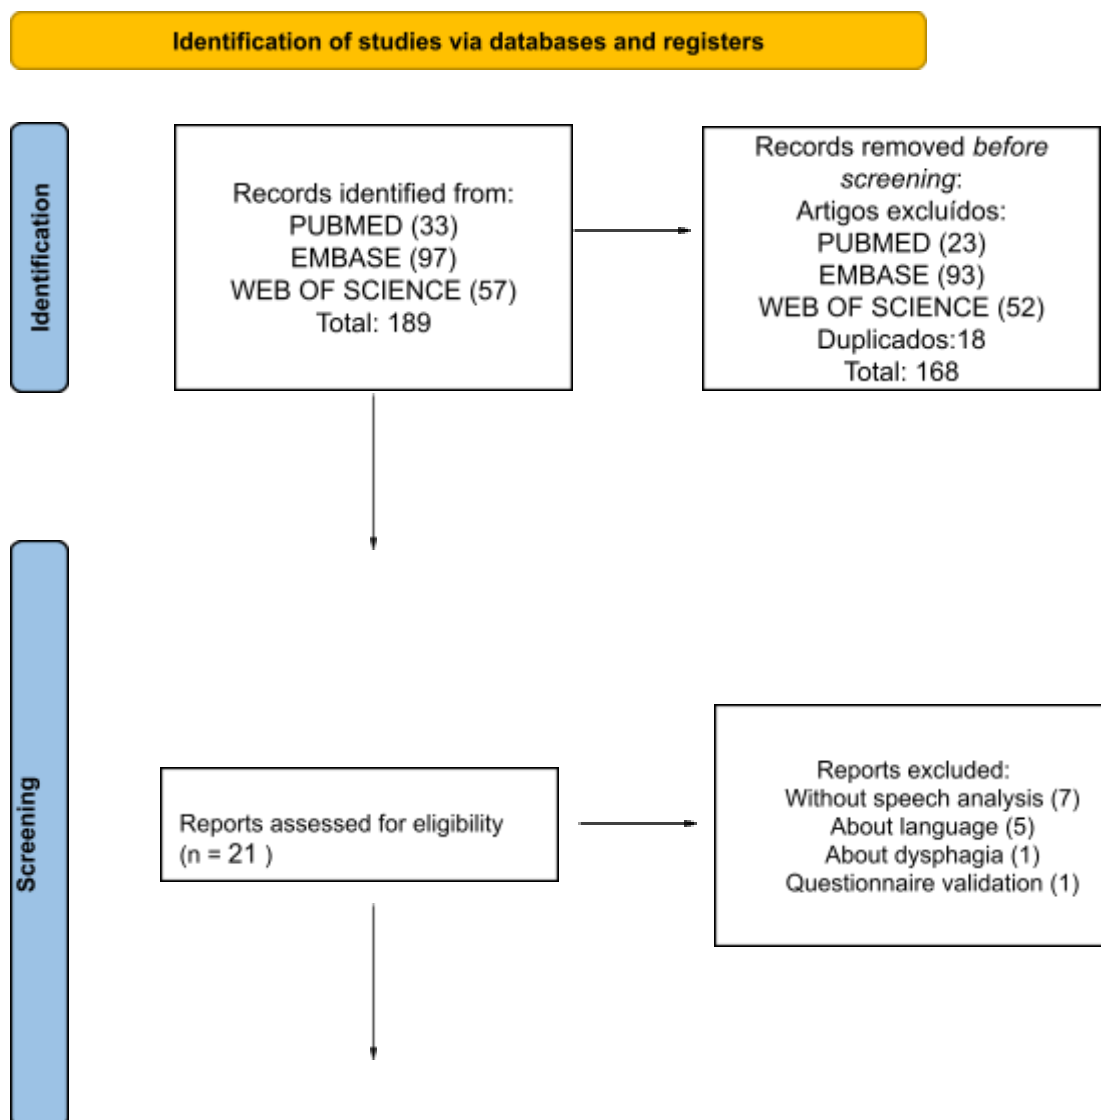 Identification of studies via databases and registers
Identification
Records identified from:
PUBMED (33)
EMBASE (97)
WEB OF SCIENCE (57)
Total: 189
Records removed before
screening:
Artigos excluídos:
PUBMED (23)
EMBASE (93)
WEB OF SCIENCE (52)
Duplicados:18
Total: 168
Screening
Reports assessed for eligibility
(n = 21 )
Reports excluded:
Without speech analysis (7)
About language (5)
About dysphagia (1)
Questionnaire validation (1)